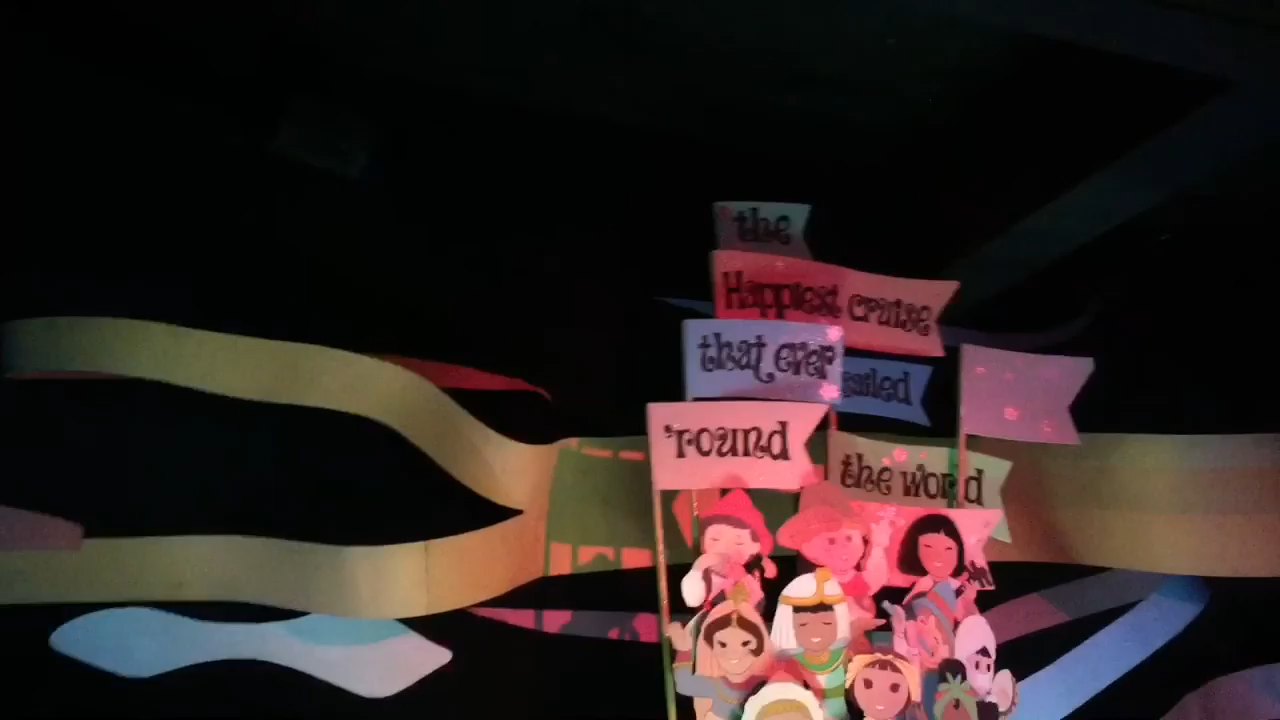 the
Happiest cruise
that ever sailed
'round
the world